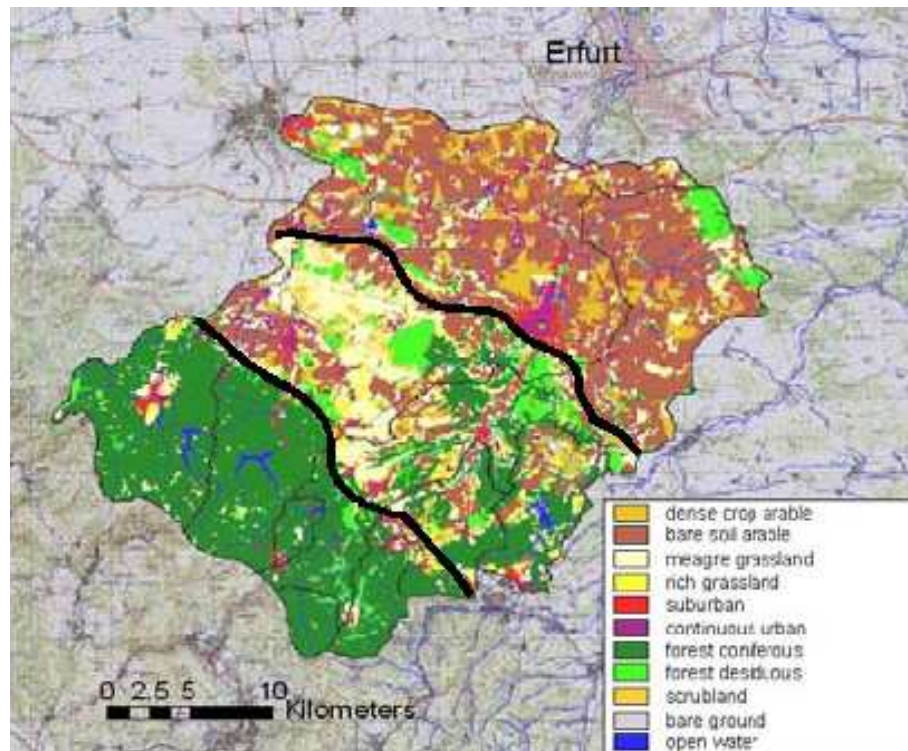 Erfurt
dense crop arable
bare soil arable
meagre grassland
rich grassland
suburban
continuous urban
forest coniferous
forest desiduous
scrubland
bare ground
open water
0 2.5 5 10
Kilometers